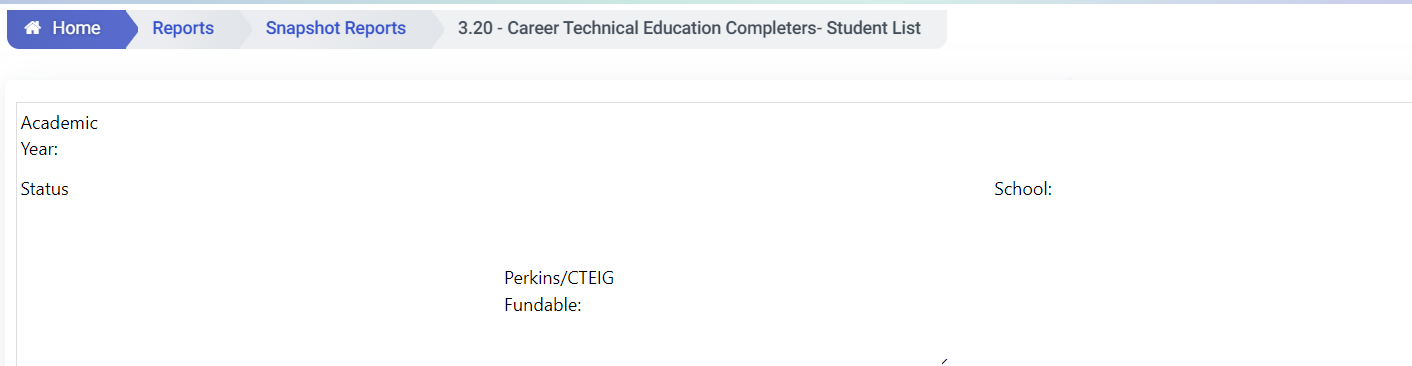 Home Reports Snapshot Reports 3.20 - Career Technical Education Completers- Student List
Academic
Year:
Status School:
Perkins/CTEIG
Fundable: